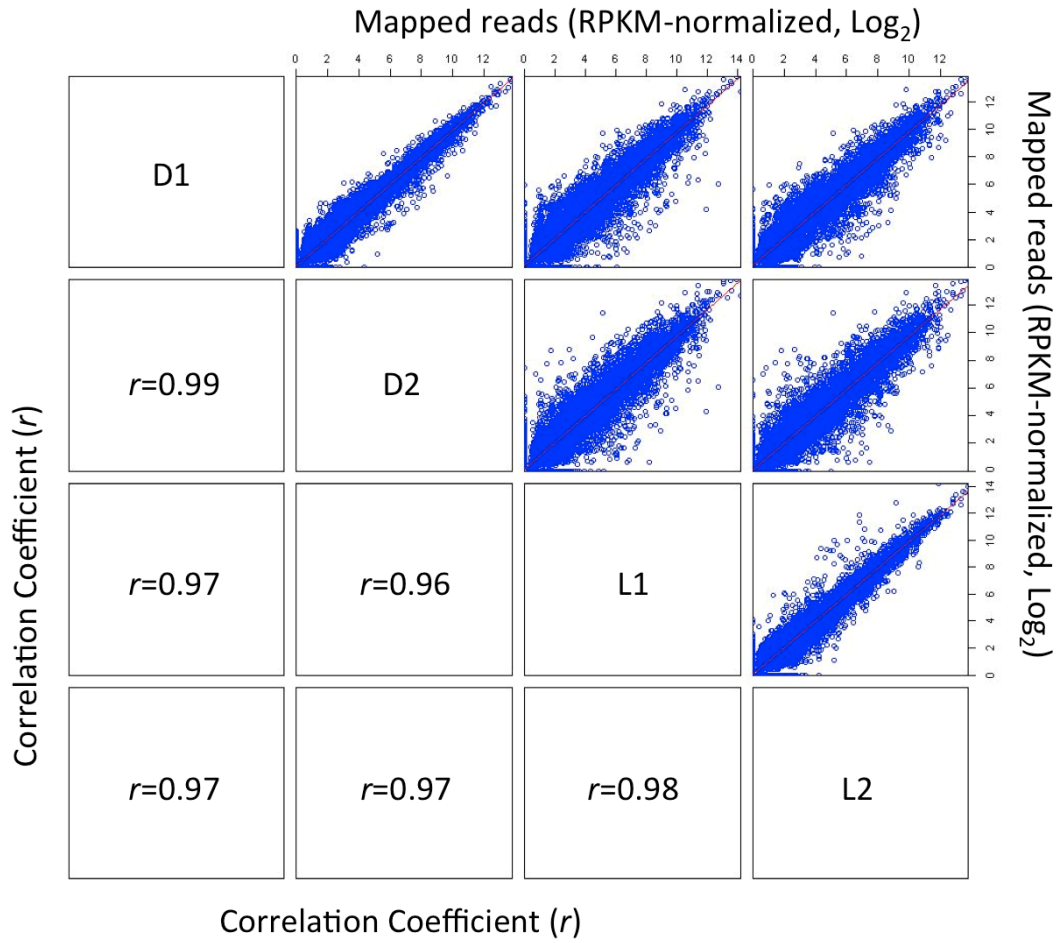 Mapped reads (RPKM-normalized, Log2)
0 2 4 6 8 10 12
0 2 4 6 8 10 12 14
0 2 4 6 8 10 12
D1
0 2 4 6 8 10 12
r=0.99
D2
0 2 4 6 8 10 12
r=0.97
r=0.96
L1
0 2 4 6 8 10 12 14
r=0.97
r=0.97
r=0.98
L2
Mapped reads (RPKM-normalized, Log2)
Correlation Coefficient (r)
Correlation Coefficient (r)